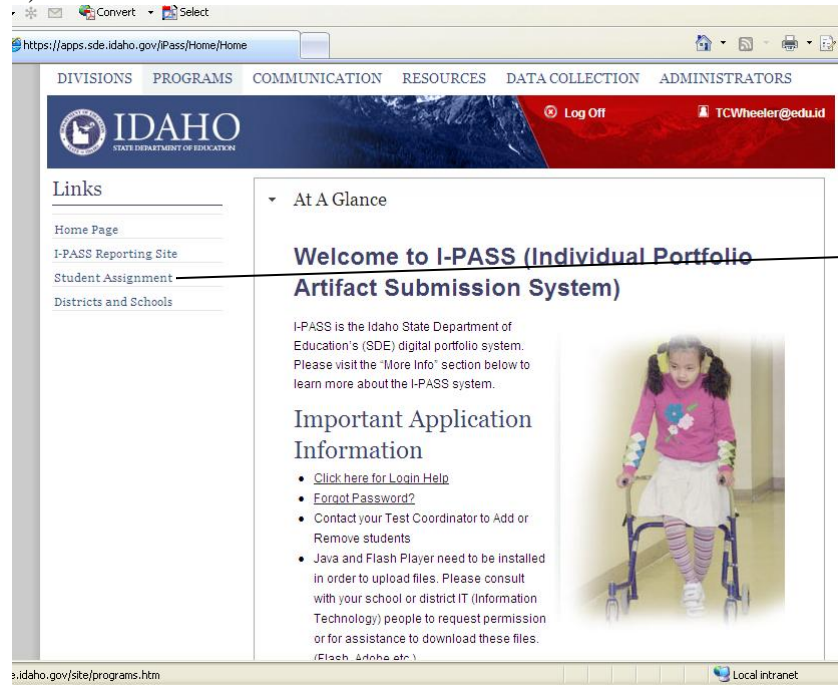 Convert Select
https://apps.sde.idaho.gov/iPass/Home/Home
DIVISIONS PROGRAMS COMMUNICATION RESOURCES DATA COLLECTION ADMINISTRATORS
Log Off TCWheeler@edu.id
IDAHO
STATE DEPARTMENT OF EDUCATION
Links
Home Page
I-PASS Reporting Site
Student Assignment
Districts and Schools
At A Glance
Welcome to I-PASS (Individual Portfolio
Artifact Submission System)
I-PASS is the Idaho State Department of
Education's (SDE) digital portfolio system.
Please visit the "More Info" section below to
learn more about the I-PASS system.
Important Application
Information
• Click here for Login Help
• Forgot Password?
• Contact your Test Coordinator to Add or
Remove students
• Java and Flash Player need to be installed
in order to upload files. Please consult
with your school or district IT (Information
Technology) people to request permission
or for assistance to download these files.
(Flash, Adobe etc.)
e.idaho.gov/site/programs.htm
Local intranet